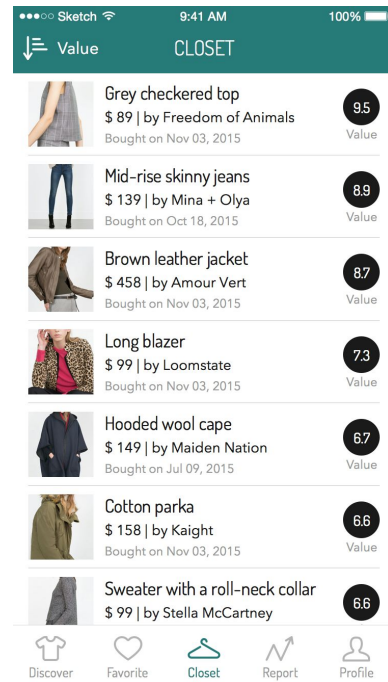 Sketch 9:41 AM 100%
Value CLOSET
Grey checkered top
$ 89 | by Freedom of Animals
Bought on Nov 03, 2015
9.5
Value
Mid-rise skinny jeans
$ 139 | by Mina + Olya
Bought on Oct 18, 2015
8.9
Value
Brown leather jacket
$ 458 | by Amour Vert
Bought on Nov 03, 2015
8.7
Value
Long blazer
$ 99 | by Loomstate
Bought on Nov 03, 2015
7.3
Value
Hooded wool cape
$ 149 | by Maiden Nation
Bought on Jul 09, 2015
6.7
Value
Cotton parka
$ 158 | by Kaight
Bought on Nov 03, 2015
6.6
Value
Sweater with a roll-neck collar
$ 99 | by Stella McCartney
6.6
Discover Favorite Closet Report Profile